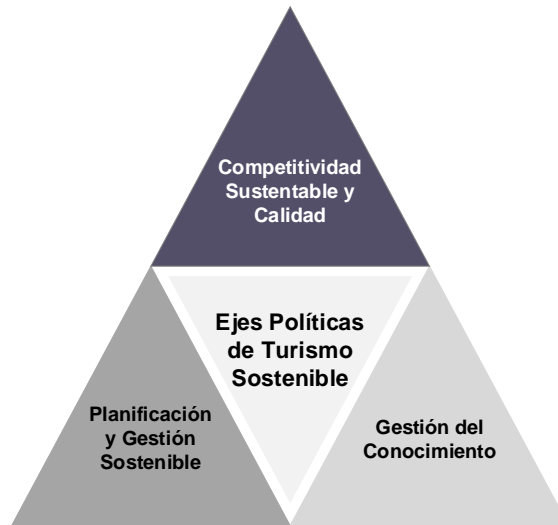 Competitividad
Sustentable y
Calidad
Ejes Políticas
de Turismo
Sostenible
Planificación
y Gestión
Sostenible
Gestión del
Conocimiento